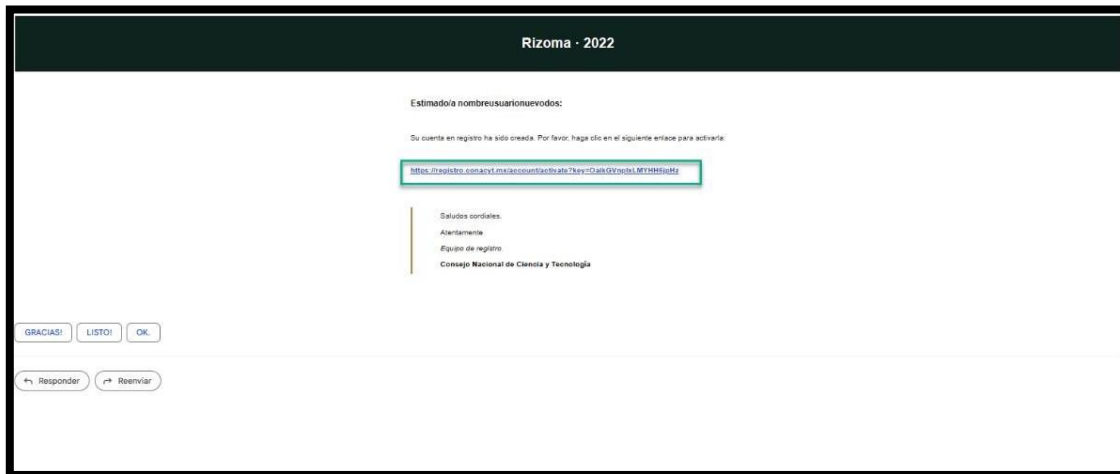 Rizoma · 2022
Estimado/a nombreusuarionuevodos:
Su cuenta en registro ha sido creada. Por favor, haga clic en el siguiente enlace para activarla:
Saludos cordiales.
Atentamente
Equipo de registro
Consejo Nacional de Ciencia y Tecnología
GRACIAS!
LISTO!
OK.
Responder
Reenviar